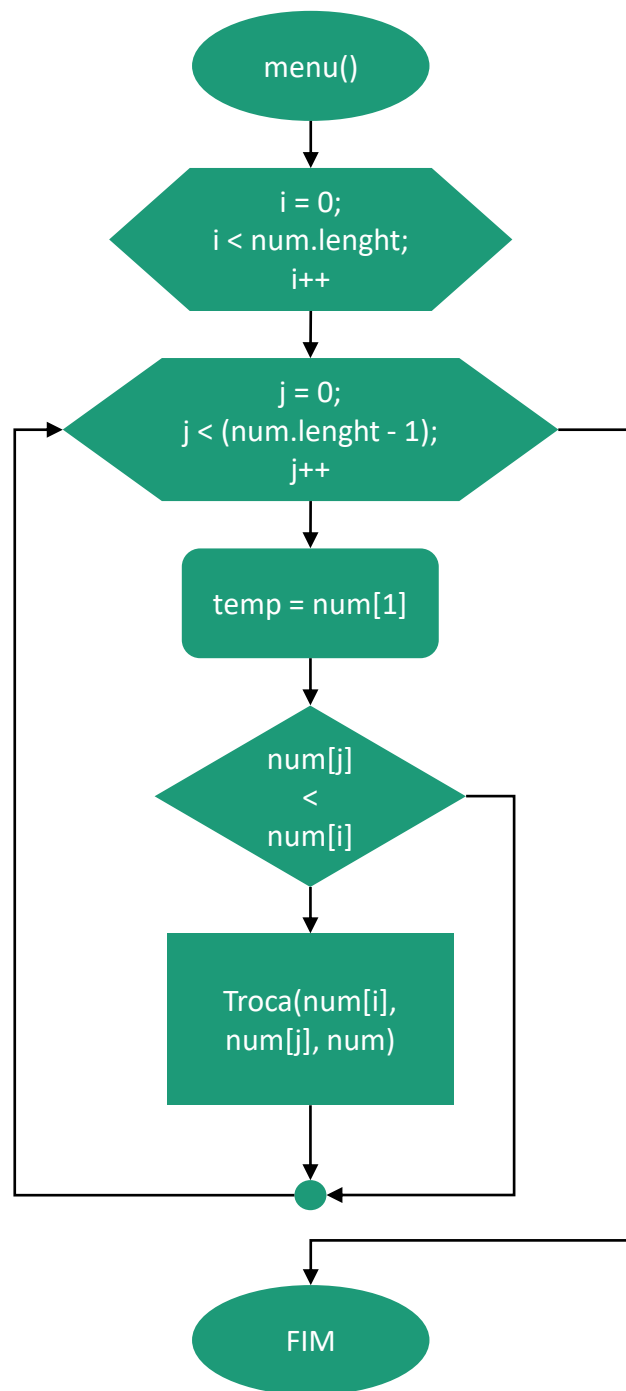 menu()
i = 0;
i < num.lenght;
i++
j = 0;
j < (num.lenght - 1);
j++
temp = num[1]
num[j]
<
num[i]
Troca(num[i],
num[j], num)
FIM